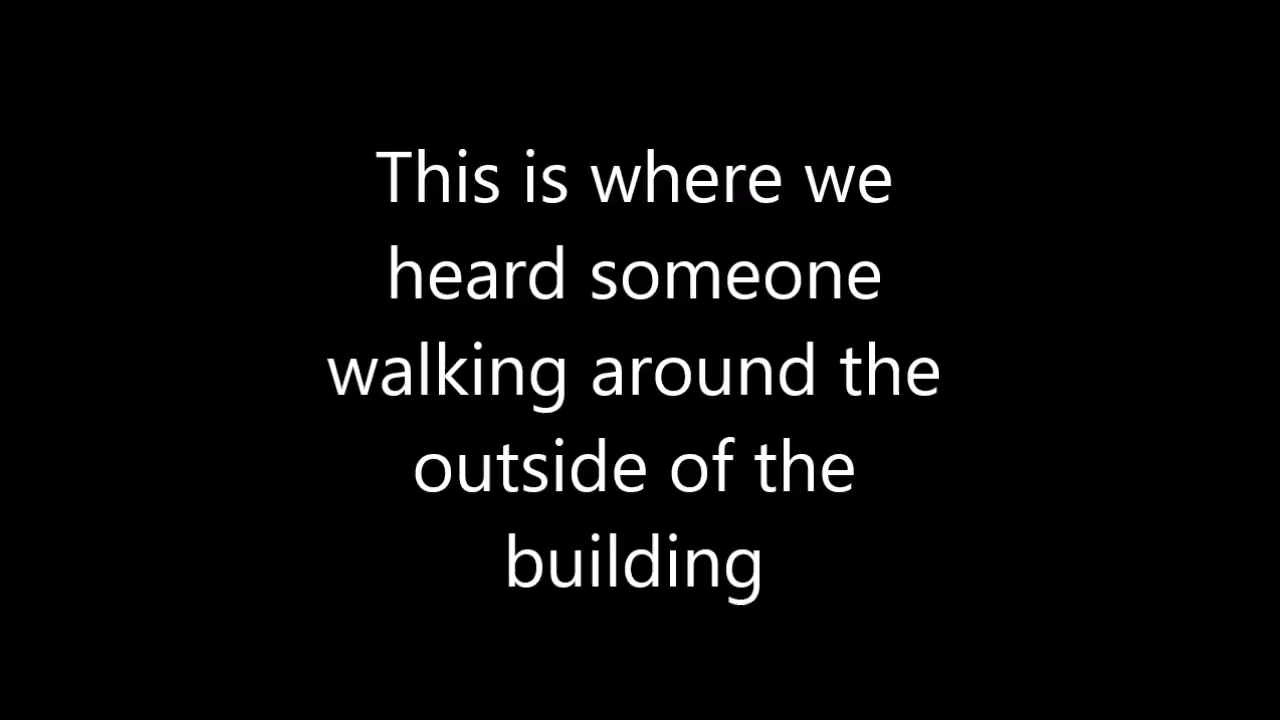 This is where we
heard someone
walking around the
outside of the
building